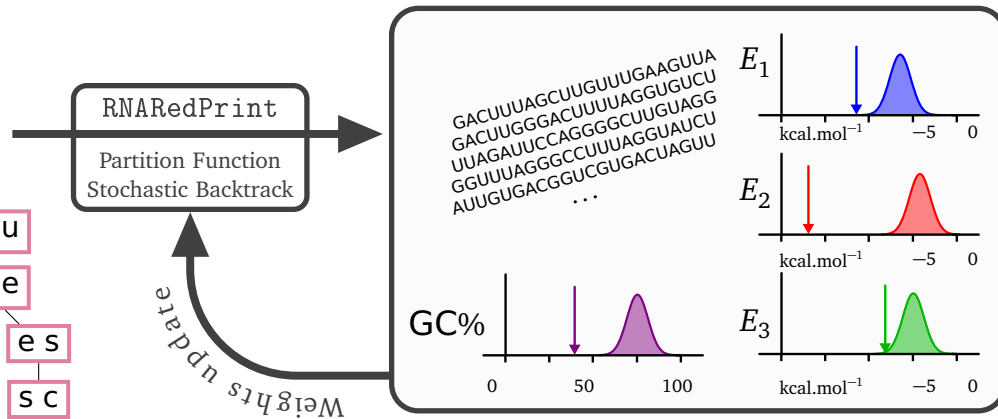 RNARedPrint
Partition Function
Stochastic Backtrack
u
e
e s
s c
Weights update
GACUUUAGCUUGUUUGAAGUUA
GACUUGGGACUUUUAGGUGUCU
UUAGAUUCCAGGGGCUUGUAGG
GGUUUAGGGCCUUUAGGUAUCU
AUUGUGACGGUCGUGACUAGUU
...
GC%
0 50 100
E₁
kcal.mol⁻¹ −5 0
E₂
kcal.mol⁻¹ −5 0
E₃
kcal.mol⁻¹ −5 0